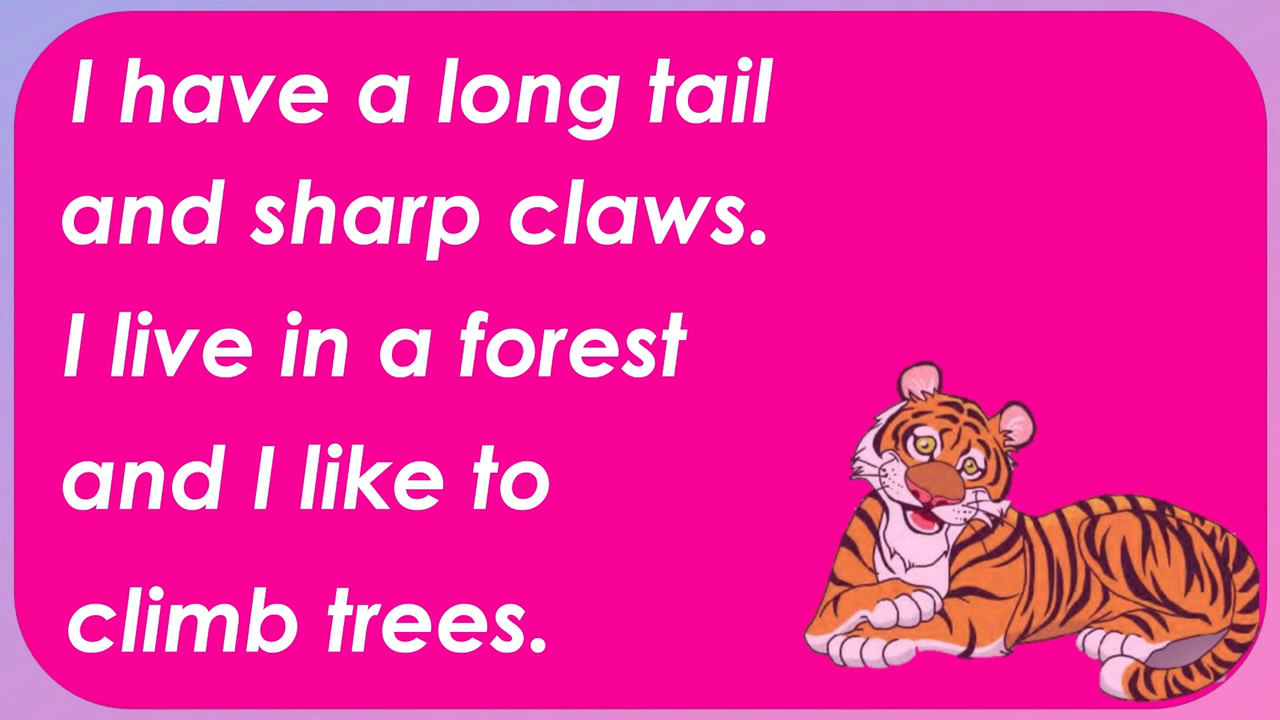 I have a long tail
and sharp claws.
I live in a forest
and I like to
climb trees.